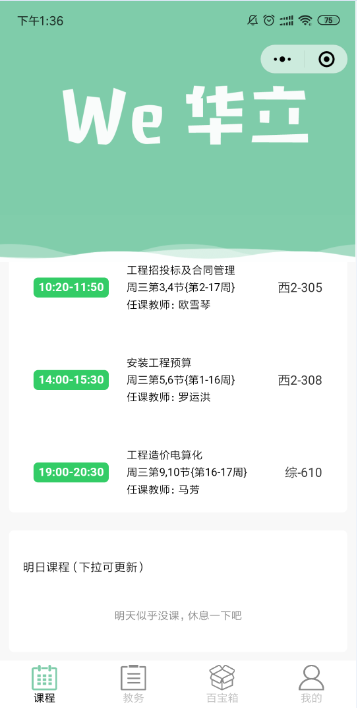 下午1:36
75
We 华立
工程招投标及合同管理
10:20-11:50 周三第3,4节{第2-17周} 西2-305
任课教师: 欧雪琴
安装工程预算
14:00-15:30 周三第5,6节{第1-16周} 西2-308
任课教师: 罗运洪
工程造价电算化
19:00-20:30 周三第9,10节{第16-17周} 综-610
任课教师: 马芳
明日课程(下拉可更新)
明天似乎没课，休息一下吧
课程 教务 百宝箱 我的